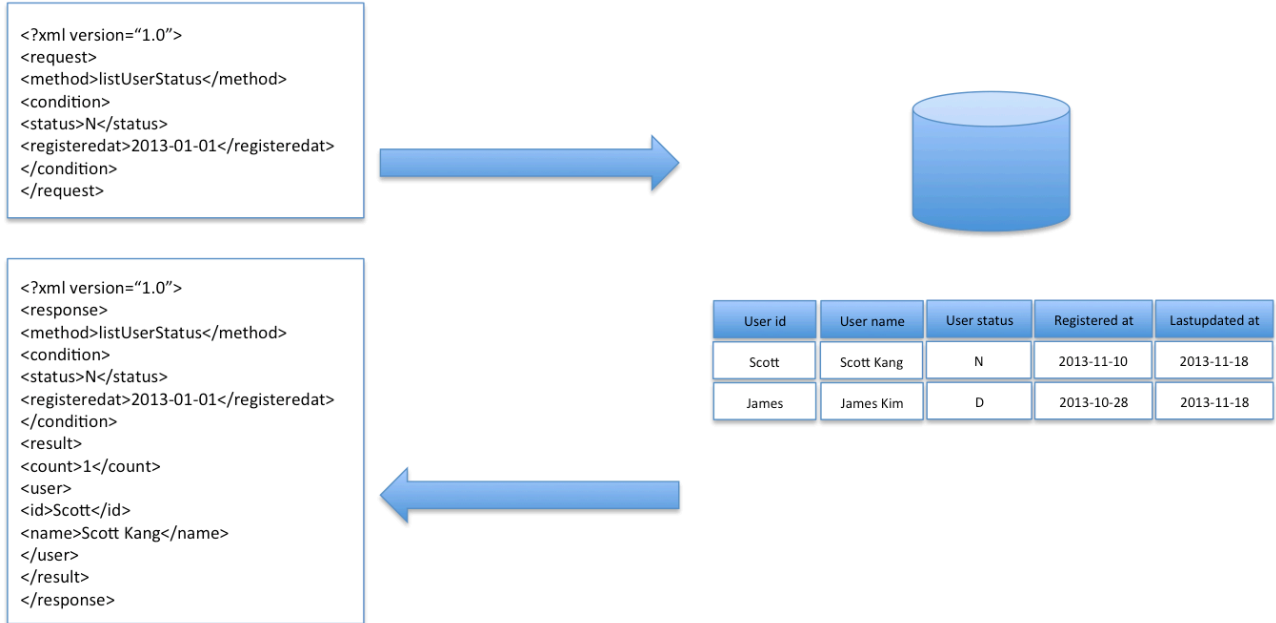 <?xml version=“1.0”>
<request>
<method>listUserStatus</method>
<condition>
<status>N</status>
<registeredat>2013-01-01</registeredat>
</condition>
</request>
<?xml version=“1.0”>
<response>
<method>listUserStatus</method>
<condition>
<status>N</status>
<registeredat>2013-01-01</registeredat>
</condition>
<result>
<count>1</count>
<user>
<id>Scott</id>
<name>Scott Kang</name>
</user>
</result>
</response>
User id User name User status Registered at Lastupdated at
Scott Scott Kang N 2013-11-10 2013-11-18
James James Kim D 2013-10-28 2013-11-18